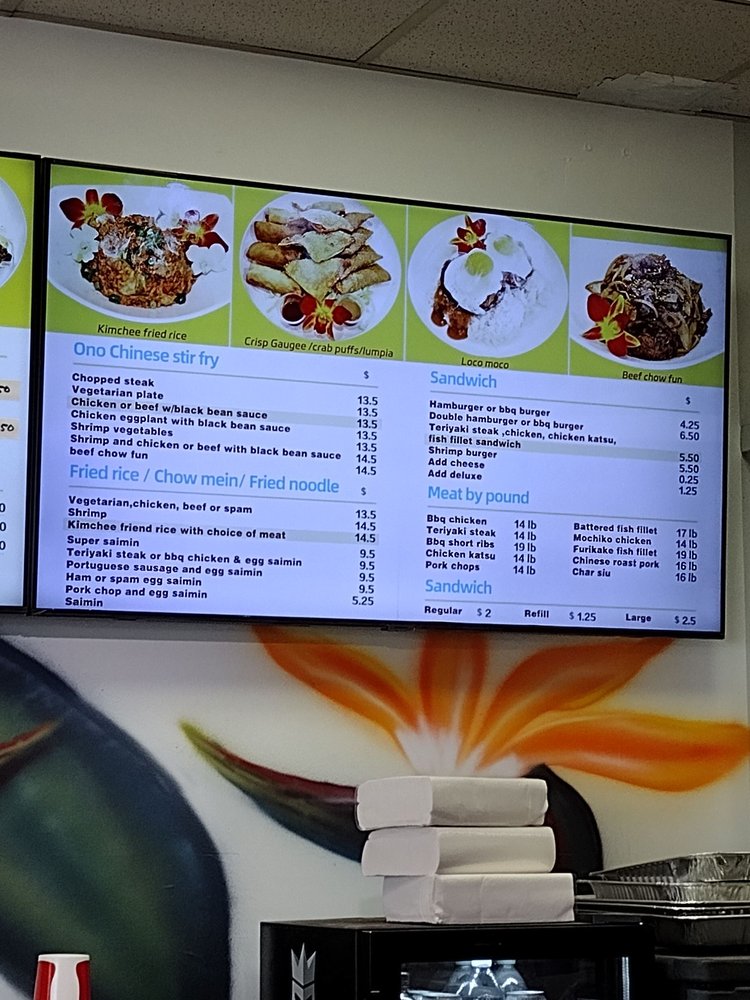 Kimchee fried rice
Crisp Gaugee /crab puffs/lumpia
Loco moco
Beef chow fun
Ono Chinese stir fry $
Chopped steak 13.5
Vegetarian plate 13.5
Chicken or beef w/black bean sauce 13.5
Chicken eggplant with black bean sauce 13.5
Shrimp vegetables 13.5
Shrimp and chicken or beef with black bean sauce 14.5
beef chow fun 14.5
Fried rice / Chow mein/ Fried noodle $
Vegetarian,chicken, beef or spam
Shrimp
Kimchee friend rice with choice of meat
Super saimin
Teriyaki steak or bbq chicken & egg saimin
Portuguese sausage and egg saimin
Ham or spam egg saimin
Pork chop and egg saimin
Saimin
13.5
14.5
14.5
9.5
9.5
9.5
9.5
5.25
Sandwich $
Hamburger or bbq burger 4.25
Double hamburger or bbq burger 6.50
Teriyaki steak ,chicken, chicken katsu,
fish fillet sandwich 5.50
Shrimp burger 5.50
Add cheese 0.25
Add deluxe 1.25
Meat by pound
Bbq chicken 14 lb
Teriyaki steak 14 lb
Bbq short ribs 19 lb
Chicken katsu 14 lb
Pork chops 14 lb
Battered fish fillet 17 lb
Mochiko chicken 14 lb
Furikake fish fillet 19 lb
Chinese roast pork 16 lb
Char siu 16 lb
Sandwich
Regular $ 2 Refill $ 1.25 Large $ 2.5